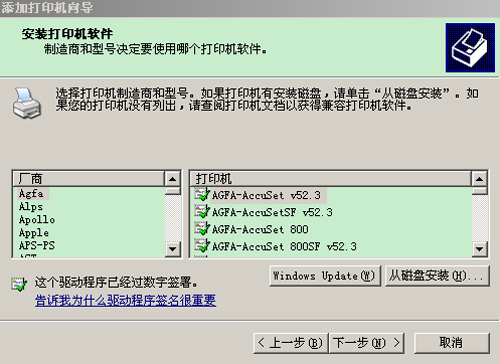 添加打印机向导
安装打印机软件
制造商和型号决定要使用哪个打印机软件。
选择打印机制造商和型号。如果打印机有安装磁盘,请单击“从磁盘安装”。如
果您的打印机没有列出,请查阅打印文档以获得兼容打印机软件。
厂商
Agfa
Alps
Apollo
Apple
APS-PS
打印机
AGFA-AccuSet v52.3
AGFA-AccuSetSF v52.3
AGFA-AccuSet 800
AGFA-AccuSet 800SF v52.3
这个驱动程序已经过数字签署。
告诉我为什么驱动程序签名很重要
Windows Update(W)
从磁盘安装(H)...
< 上一步(B)
下一步(N) >
取消